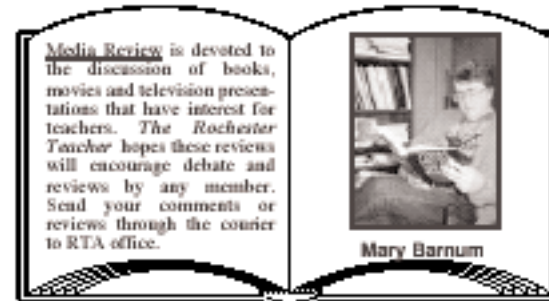 Media Review is devoted to
the discussion of books,
movies and television presen-
tations that have interest for
teachers. The Rochester
Teacher hopes these reviews
will encourage debate and
reviews by any member.
Send your comments or
reviews through the courier
to RTA office.
Mary Barnum